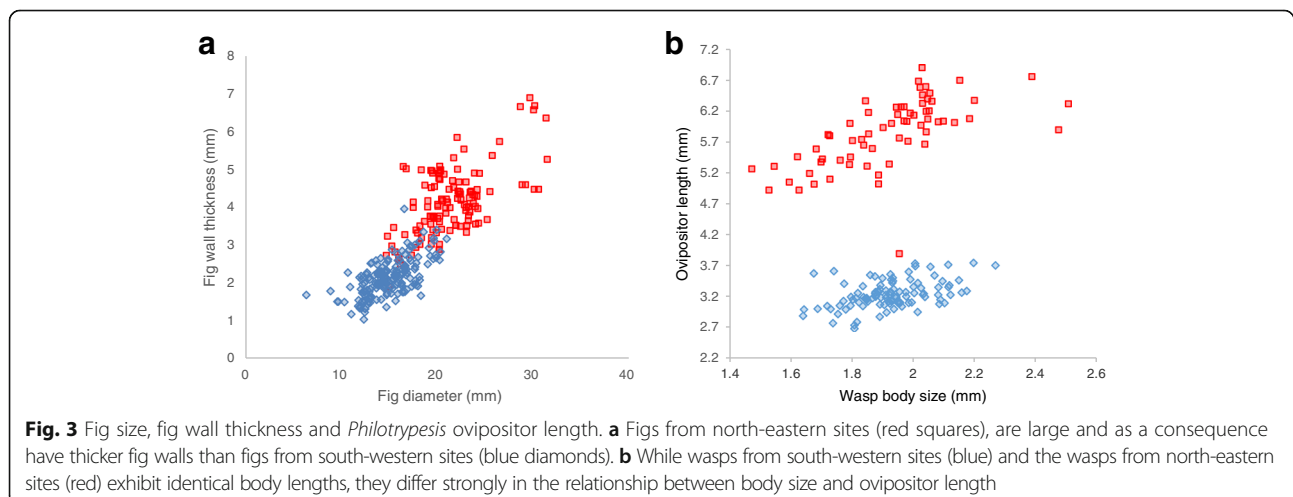 a
8
7
6
5
4
3
2
1
0
Fig wall thickness (mm)
0 10 20 30 40
Fig diameter (mm)
b
7.2
6.7
6.2
5.7
5.2
4.7
4.2
3.7
3.2
2.7
2.2
Ovipositor length (mm)
1.4 1.6 1.8 2 2.2 2.4 2.6
Wasp body size (mm)
Fig. 3 Fig size, fig wall thickness and Philotrypesis ovipositor length. a Figs from north-eastern sites (red squares), are large and as a consequence
have thicker fig walls than figs from south-western sites (blue diamonds). b While wasps from south-western sites (blue) and the wasps from north-eastern
sites (red) exhibit identical body lengths, they differ strongly in the relationship between body size and ovipositor length